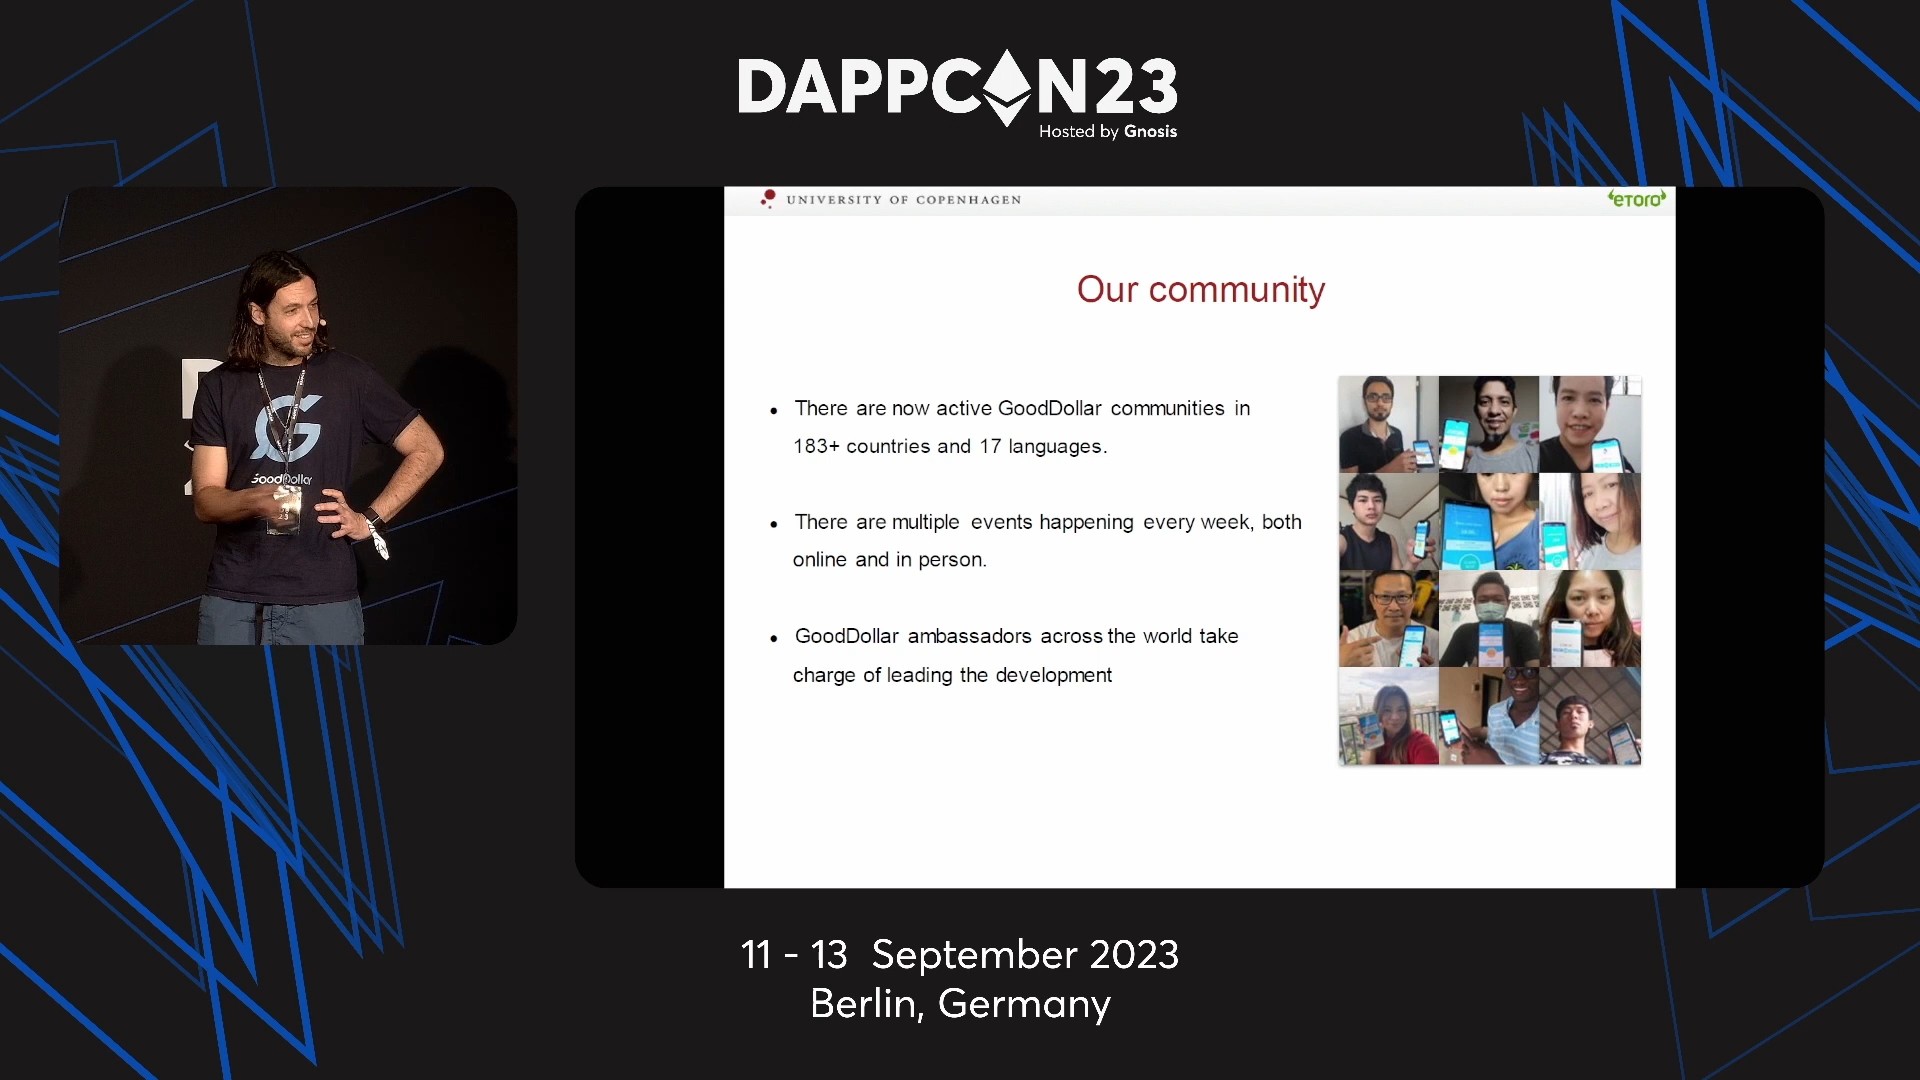 DAPPCON23
Hosted by Gnosis
UNIVERSITY OF COPENHAGEN
eToro
Our community
• There are now active GoodDollar communities in
183+ countries and 17 languages.
• There are multiple events happening every week, both
online and in person.
• GoodDollar ambassadors across the world take
charge of leading the development
GoodDollar
11 - 13 September 2023
Berlin, Germany